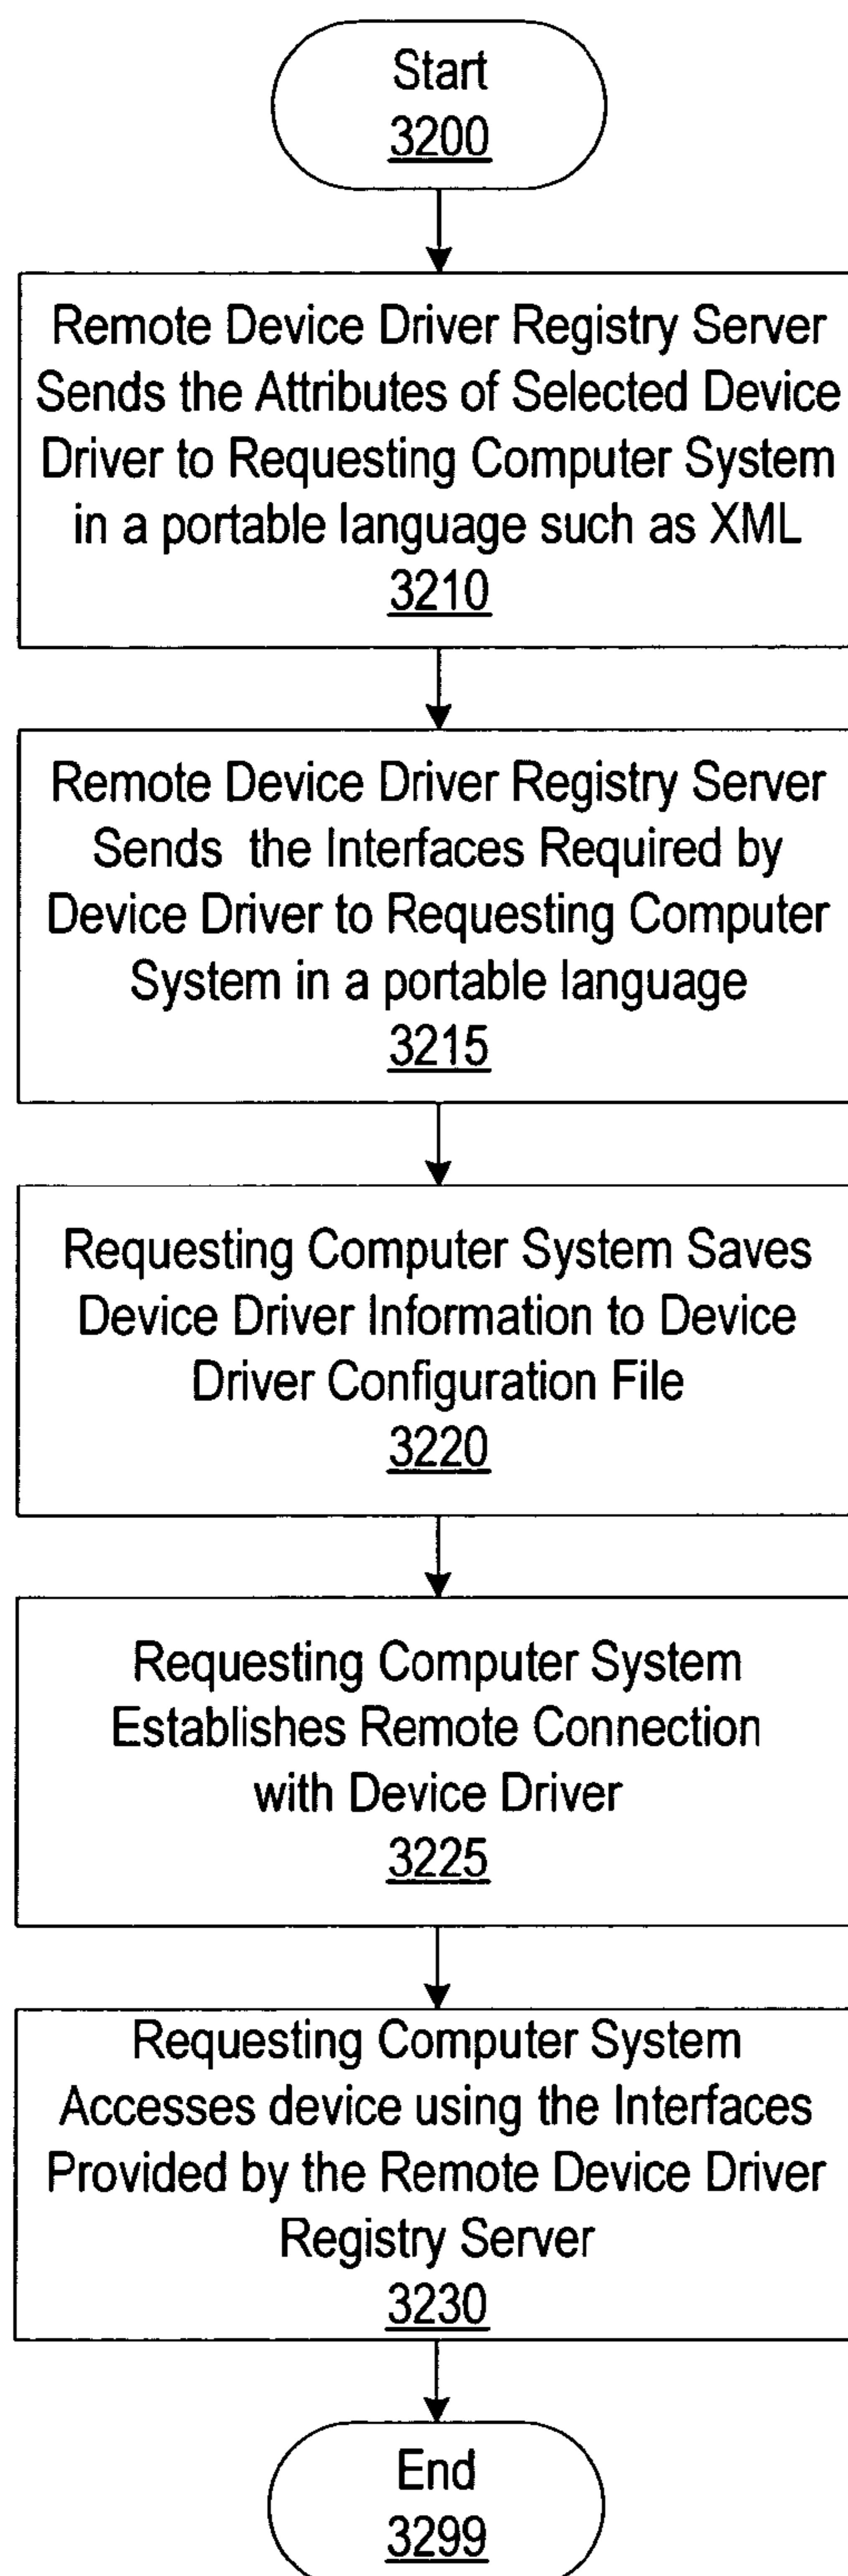 Start
3200
Remote Device Driver Registry Server
Sends the Attributes of Selected Device
Driver to Requesting Computer System
in a portable language such as XML
3210
Remote Device Driver Registry Server
Sends the Interfaces Required by
Device Driver to Requesting Computer
System in a portable language
3215
Requesting Computer System Saves
Device Driver Information to Device
Driver Configuration File
3220
Requesting Computer System
Establishes Remote Connection
with Device Driver
3225
Requesting Computer System
Accesses device using the Interfaces
Provided by the Remote Device Driver
Registry Server
3230
End
3299